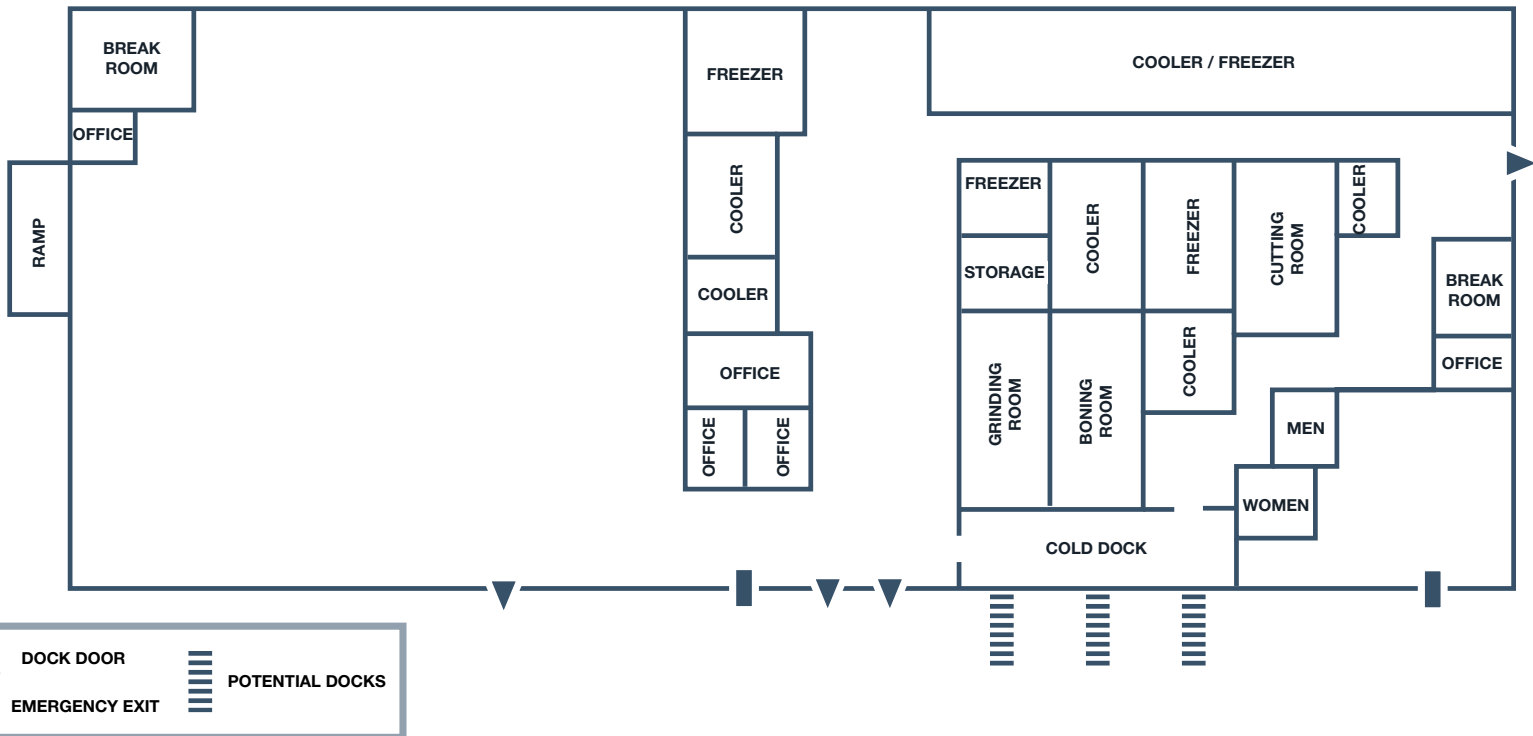 BREAK
ROOM
OFFICE
RAMP
FREEZER
COOLER
COOLER
OFFICE
OFFICE
OFFICE
COOLER / FREEZER
FREEZER
STORAGE
COOLER
FREEZER
CUTTING
ROOM
COOLER
GRINDING
ROOM
BONING
ROOM
COOLER
BREAK
ROOM
OFFICE
MEN
WOMEN
COLD DOCK
DOCK DOOR
EMERGENCY EXIT
POTENTIAL DOCKS